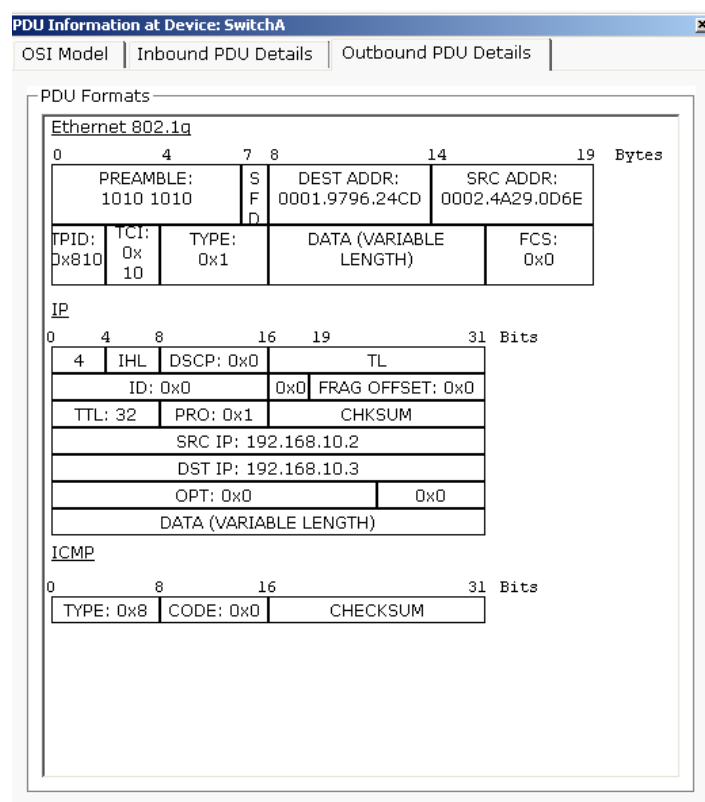 PDU Information at Device: SwitchA
OSI Model Inbound PDU Details Outbound PDU Details
PDU Formats
Ethernet 802.1q
0 4 7 8 14 19 Bytes
PREAMBLE: 1010 1010 SFD DEST ADDR: 0001.9796.24CD SRC ADDR: 0002.4A29.0D6E
TPID: 0x810 TCI: 0x 10 TYPE: 0x1 DATA (VARIABLE LENGTH) FCS: 0x0
IP
0 4 8 16 19 31 Bits
4 IHL DSCP: 0x0 TL
ID: 0x0 0x0 FRAG OFFSET: 0x0
TTL: 32 PRO: 0x1 CHKSUM
SRC IP: 192.168.10.2
DST IP: 192.168.10.3
OPT: 0x0 0x0
DATA (VARIABLE LENGTH)
ICMP
0 8 16 31 Bits
TYPE: 0x8 CODE: 0x0 CHECKSUM